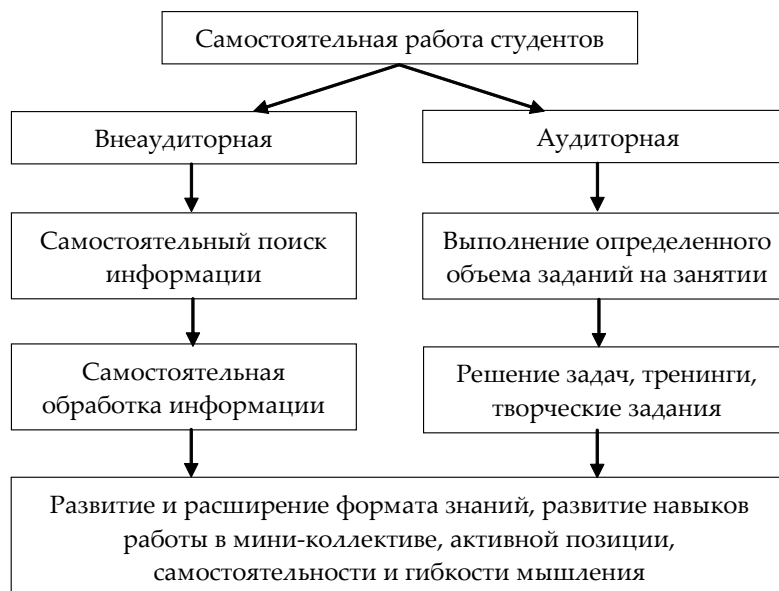 Самостоятельная работа студентов
Внеаудиторная
Аудиторная
Самостоятельный поиск
информации
Выполнение определенного
объема заданий на занятии
Самостоятельная
обработка информации
Решение задач, тренинги,
творческие задания
Развитие и расширение формата знаний, развитие навыков
работы в мини-коллективе, активной позиции,
самостоятельности и гибкости мышления